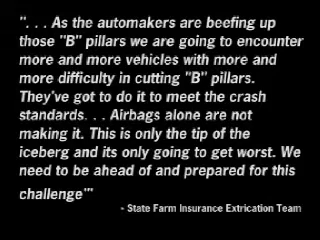 ". . . As the automakers are beefing up
those "B" pillars we are going to encounter
more and more vehicles with more and
more difficulty in cutting "B" pillars.
They've got to do it to meet the crash
standards. . . Airbags alone are not
making it. This is only the tip of the
iceberg and its only going to get worst. We
need to be ahead of and prepared for this
challenge'"
- State Farm Insurance Extrication Team